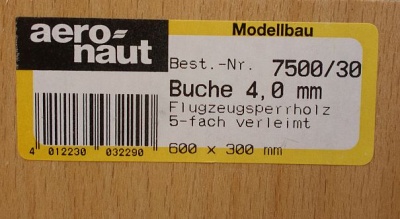 aero-
naut
Modellbau
Best.-Nr. 7500/30
Buche 4,0 mm
Flugzeugsperrholz
5-fach verleimt
600 x 300 mm
4 012230 032290